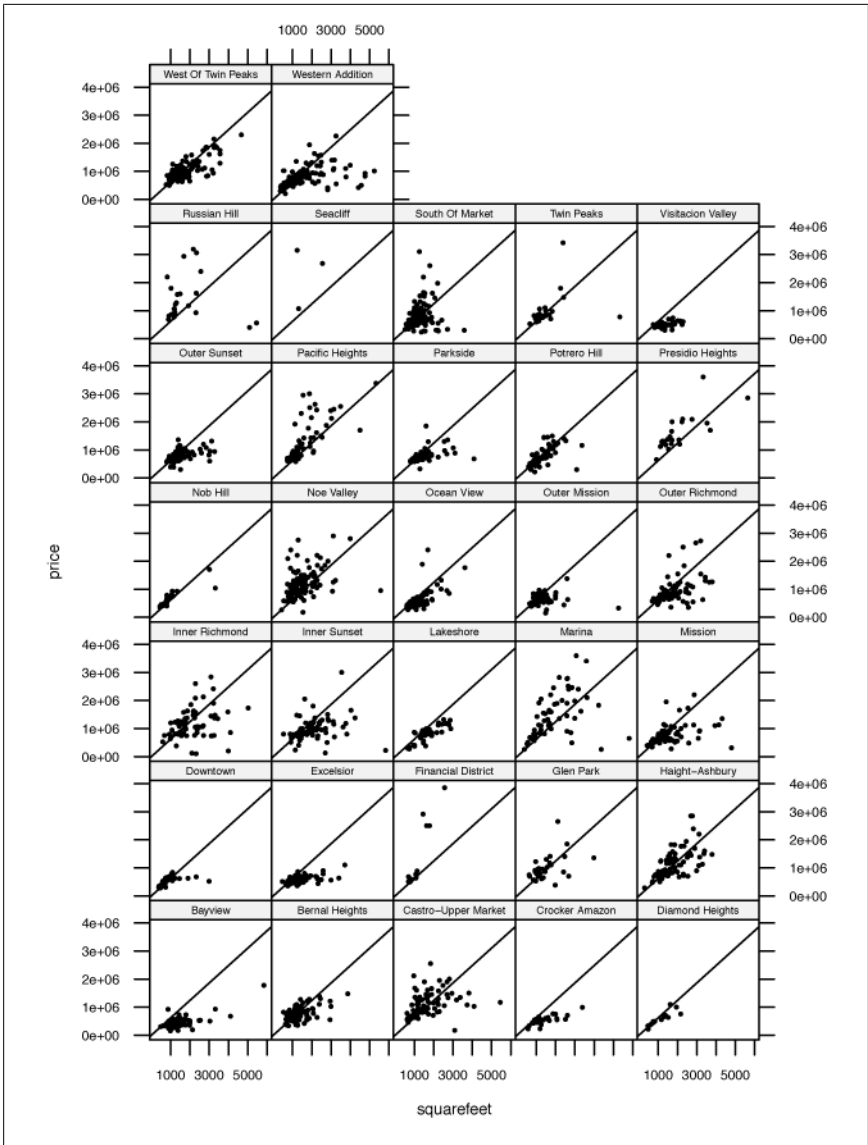 1000 3000 5000
West Of Twin Peaks Western Addition
4e+06
3e+06
2e+06
1e+06
0e+00
Russian Hill Seacliff South Of Market Twin Peaks Visitacion Valley
4e+06
3e+06
2e+06
1e+06
0e+00
Outer Sunset Pacific Heights Parkside Potrero Hill Presidio Heights
4e+06
3e+06
2e+06
1e+06
0e+00
Nob Hill Noe Valley Ocean View Outer Mission Outer Richmond
4e+06
3e+06
2e+06
1e+06
0e+00
price
Inner Richmond Inner Sunset Lakeshore Marina Mission
4e+06
3e+06
2e+06
1e+06
0e+00
Downtown Excelsior Financial District Glen Park Haight-Ashbury
4e+06
3e+06
2e+06
1e+06
0e+00
Bayview Bernal Heights Castro-Upper Market Crocker Amazon Diamond Heights
4e+06
3e+06
2e+06
1e+06
0e+00
1000 3000 5000 1000 3000 5000 1000 3000 5000
squarefeet